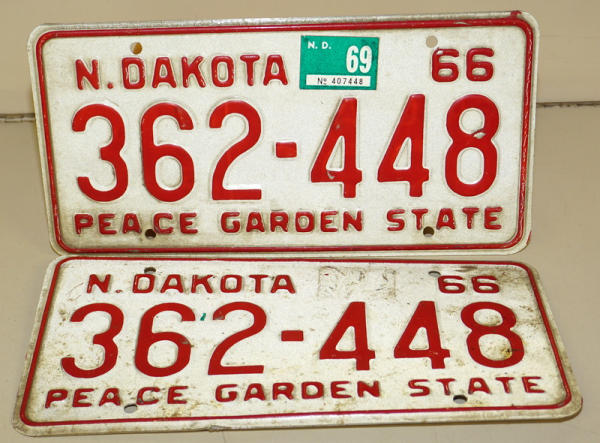 N. DAKOTA N. D. 69 66
Nº 407448
362-448
PEACE GARDEN STATE
N. DAKOTA 66
362-448
PEACE GARDEN STATE